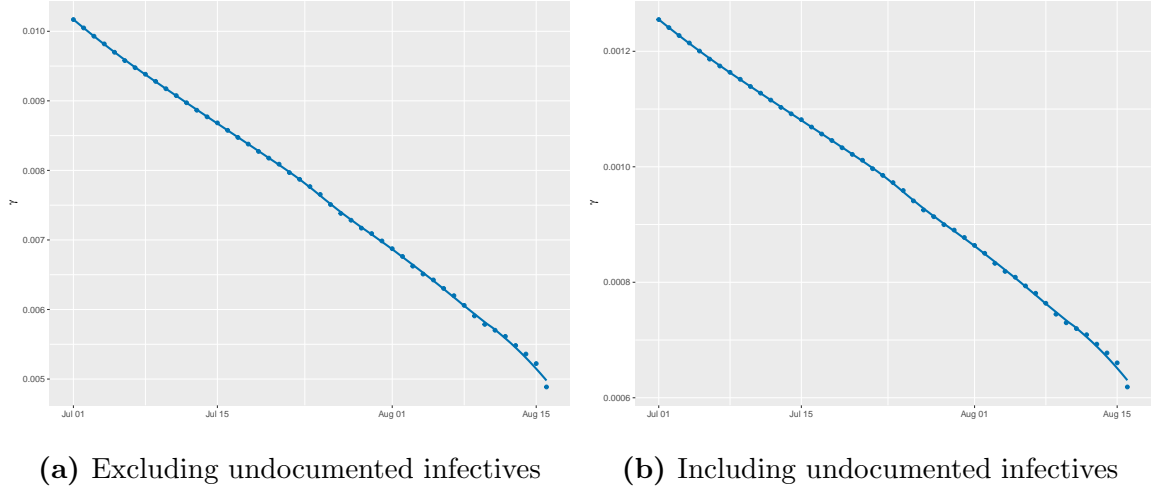 0.010
0.009
0.008
0.007
0.006
0.005
γ
Jul 01 Jul 15 Aug 01 Aug 15
(a) Excluding undocumented infectives
0.0012
0.0010
0.0008
0.0006
γ
Jul 01 Jul 15 Aug 01 Aug 15
(b) Including undocumented infectives